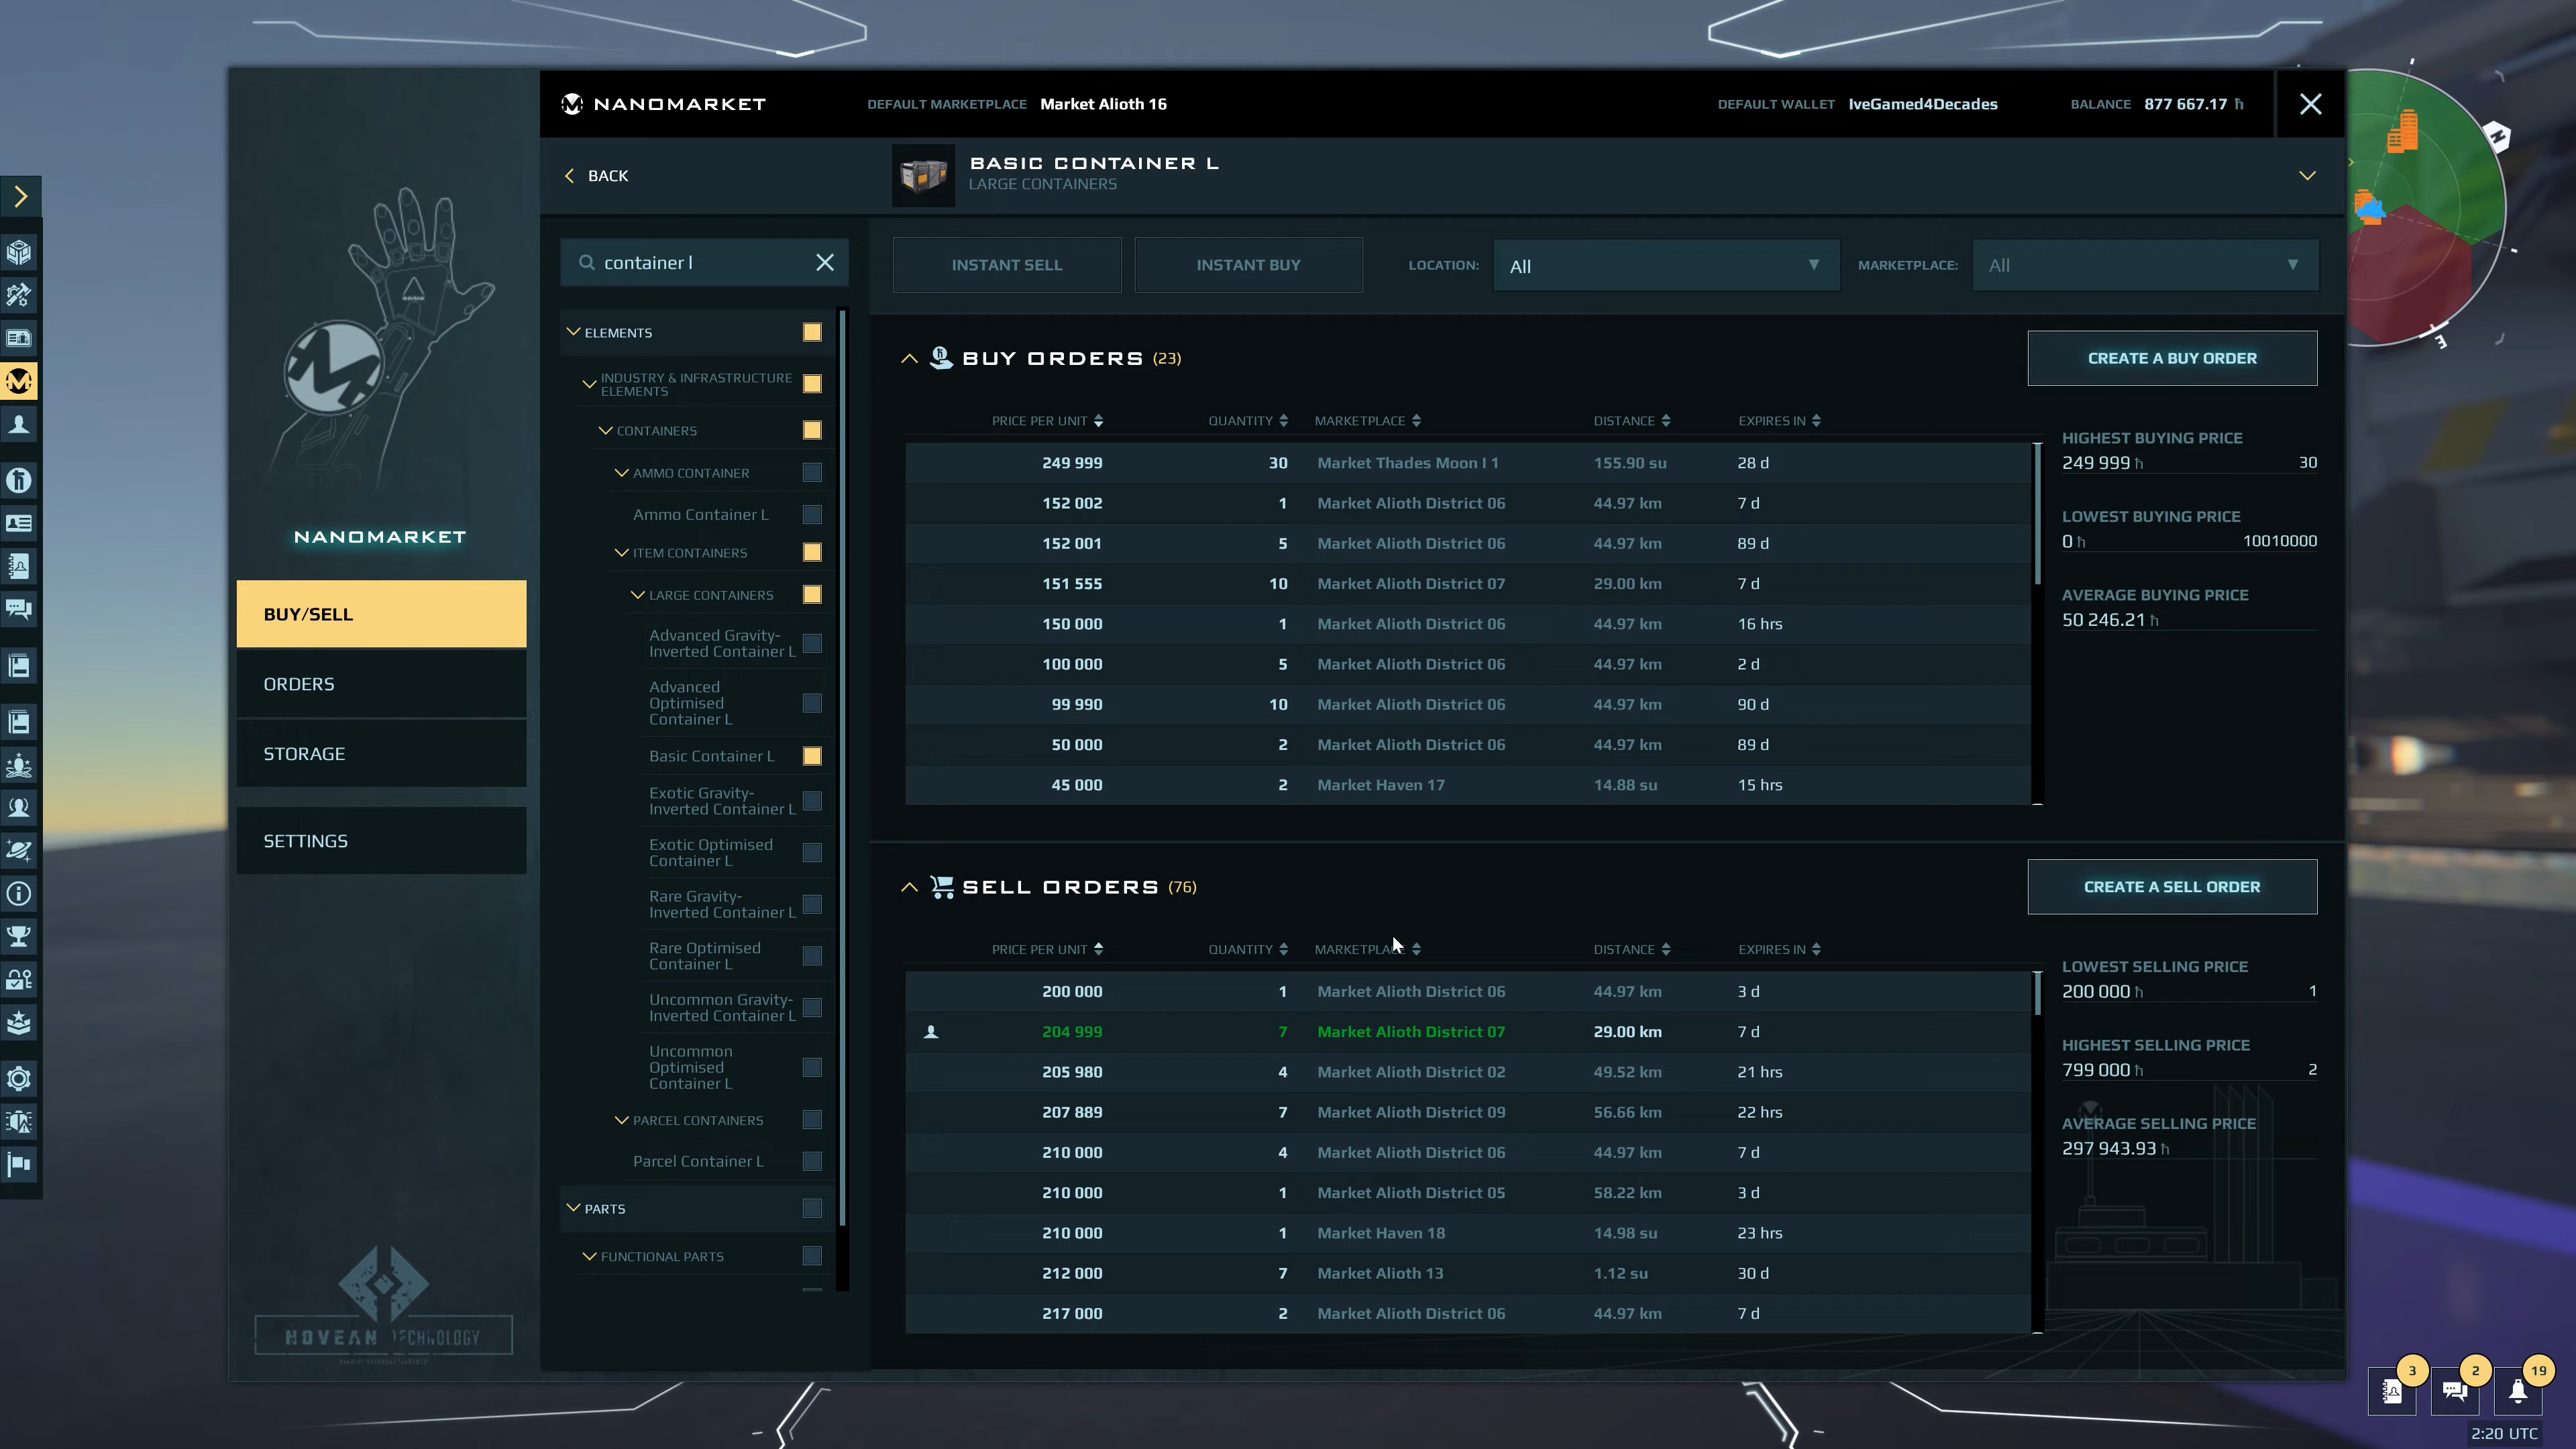 NANOMARKET
DEFAULT MARKETPLACE Market Alioth 16
DEFAULT WALLET IveGamed4Decades
BALANCE 877 667.17 ħ
BACK
BASIC CONTAINER L
LARGE CONTAINERS
container l
INSTANT SELL
INSTANT BUY
LOCATION: All
MARKETPLACE: All
NANOMARKET
BUY/SELL
ORDERS
STORAGE
SETTINGS
HOVEAN TECHNOLOGY
ELEMENTS
INDUSTRY & INFRASTRUCTURE
ELEMENTS
CONTAINERS
AMMO CONTAINER
Ammo Container L
ITEM CONTAINERS
LARGE CONTAINERS
Advanced Gravity-
Inverted Container L
Advanced
Optimised
Container L
Basic Container L
Exotic Gravity-
Inverted Container L
Exotic Optimised
Container L
Rare Gravity-
Inverted Container L
Rare Optimised
Container L
Uncommon Gravity-
Inverted Container L
Uncommon
Optimised
Container L
PARCEL CONTAINERS
Parcel Container L
PARTS
FUNCTIONAL PARTS
BUY ORDERS (23)
CREATE A BUY ORDER
PRICE PER UNIT QUANTITY MARKETPLACE DISTANCE EXPIRES IN
249 999 30 Market Thades Moon I 1 155.90 su 28 d
152 002 1 Market Alioth District 06 44.97 km 7 d
152 001 5 Market Alioth District 06 44.97 km 89 d
151 555 10 Market Alioth District 07 29.00 km 7 d
150 000 1 Market Alioth District 06 44.97 km 16 hrs
100 000 5 Market Alioth District 06 44.97 km 2 d
99 990 10 Market Alioth District 06 44.97 km 90 d
50 000 2 Market Alioth District 06 44.97 km 89 d
45 000 2 Market Haven 17 14.88 su 15 hrs
HIGHEST BUYING PRICE
249 999 ħ 30
LOWEST BUYING PRICE
0 ħ 10010000
AVERAGE BUYING PRICE
50 246.21 ħ
SELL ORDERS (76)
CREATE A SELL ORDER
PRICE PER UNIT QUANTITY MARKETPLACE DISTANCE EXPIRES IN
200 000 1 Market Alioth District 06 44.97 km 3 d
204 999 7 Market Alioth District 07 29.00 km 7 d
205 980 4 Market Alioth District 02 49.52 km 21 hrs
207 889 7 Market Alioth District 09 56.66 km 22 hrs
210 000 4 Market Alioth District 06 44.97 km 7 d
210 000 1 Market Alioth District 05 58.22 km 3 d
210 000 1 Market Haven 18 14.98 su 23 hrs
212 000 7 Market Alioth 13 1.12 su 30 d
217 000 2 Market Alioth District 06 44.97 km 7 d
LOWEST SELLING PRICE
200 000 ħ 1
HIGHEST SELLING PRICE
799 000 ħ 2
AVERAGE SELLING PRICE
297 943.93 ħ
N
E
3
2
19
2:20 UTC